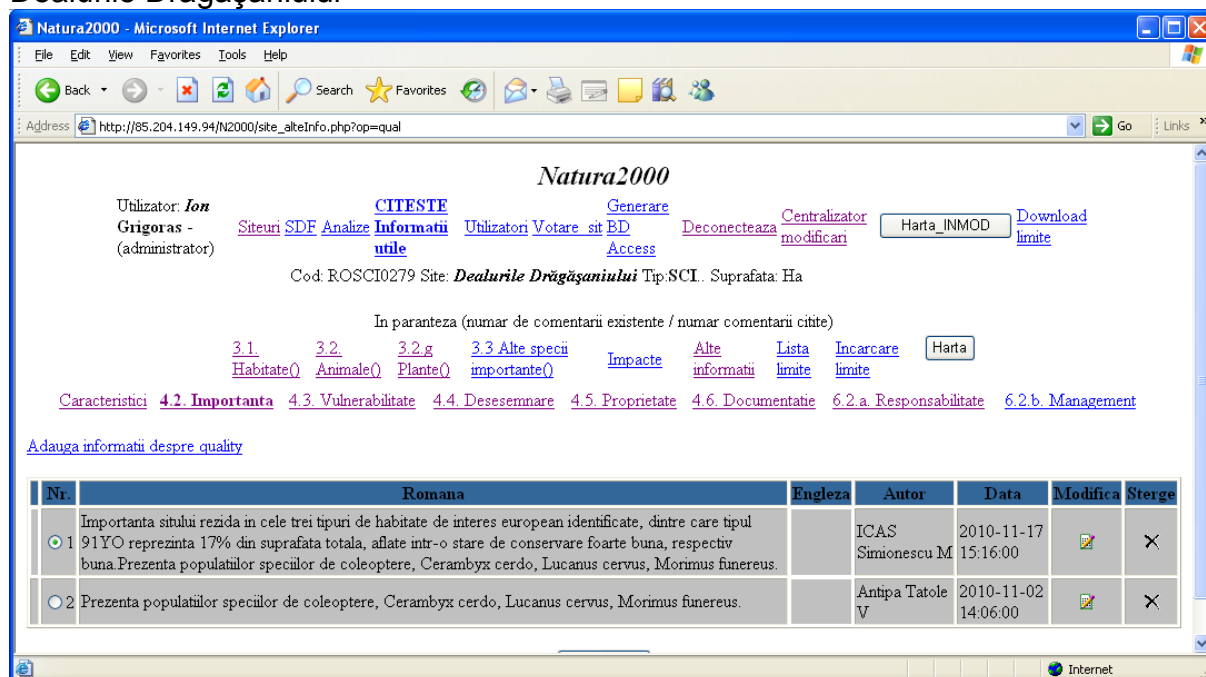 Dealurile Drăgăşaniului
Natura2000 - Microsoft Internet Explorer
File Edit View Favorites Tools Help
Back Search Favorites
Address http://85.204.149.94/N2000/site_alteInfo.php?op=qual Go Links »
Natura2000
Utilizator: Ion
Grigoras -
(administrator)
Siteuri SDF Analize
CITESTE
Informatii
utile
Utilizatori Votare_sit
Generare
BD
Access
Deconecteaza
Centralizator
modificari
Harta_INMOD
Download
limite
Cod: ROSCI0279 Site: Dealurile Drăgăşaniului Tip:SCI.. Suprafata: Ha
In paranteza (numar de comentarii existente / numar comentarii citite)
3.1.
Habitate()
3.2.
Animale()
3.2.g
Plante()
3.3 Alte specii
importante()
Impacte
Alte
informatii
Lista
limite
Incarcare
limite
Harta
Caracteristici 4.2. Importanta 4.3. Vulnerabilitate 4.4. Desesemnare 4.5. Proprietate 4.6. Documentatie 6.2.a. Responsabilitate 6.2.b. Management
Adauga informatii despre quality
Nr. Romana Engleza Autor Data Modifica Sterge
1
Importanta sitului rezida in cele trei tipuri de habitate de interes european identificate, dintre care tipul
91YO reprezinta 17% din suprafata totala, aflate intr-o stare de conservare foarte buna, respectiv
buna.Prezenta populatiilor speciilor de coleoptere, Cerambyx cerdo, Lucanus cervus, Morimus funereus.
ICAS
Simionescu M
2010-11-17
15:16:00
2 Prezenta populatiilor speciilor de coleoptere, Cerambyx cerdo, Lucanus cervus, Morimus funereus.
Antipa Tatole
V
2010-11-02
14:06:00
Internet